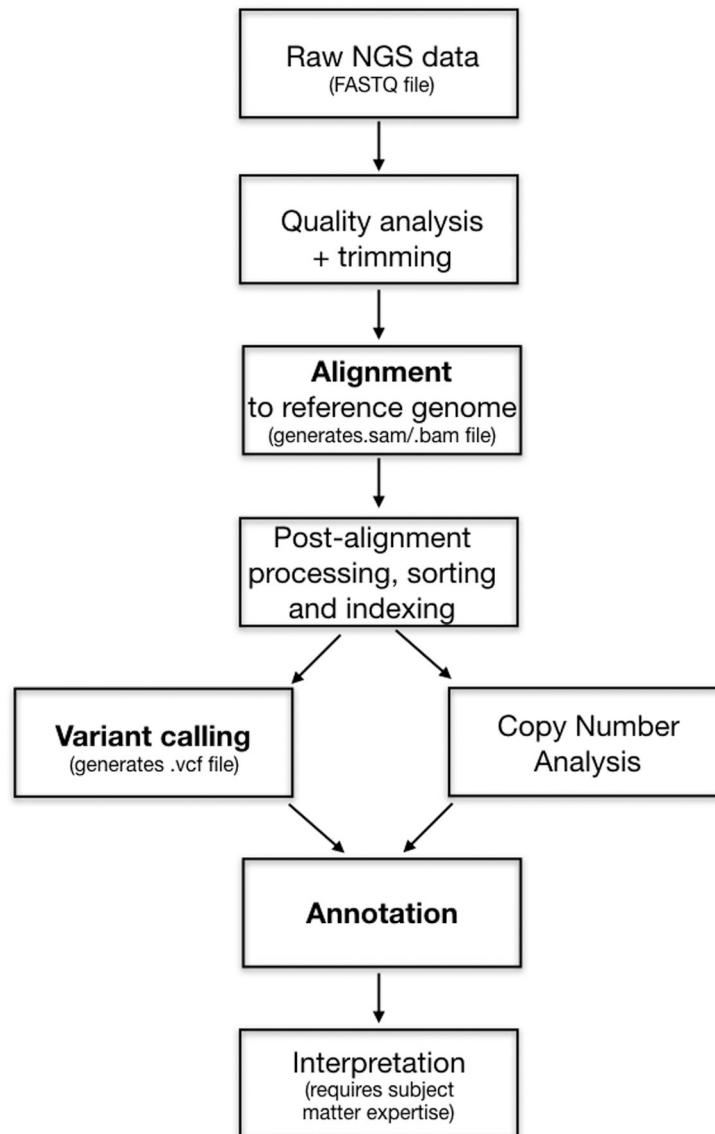 Raw NGS data
(FASTQ file)
Quality analysis
+ trimming
Alignment
to reference genome
(generates.sam/.bam file)
Post-alignment
processing, sorting
and indexing
Variant calling
(generates .vcf file)
Copy Number
Analysis
Annotation
Interpretation
(requires subject
matter expertise)